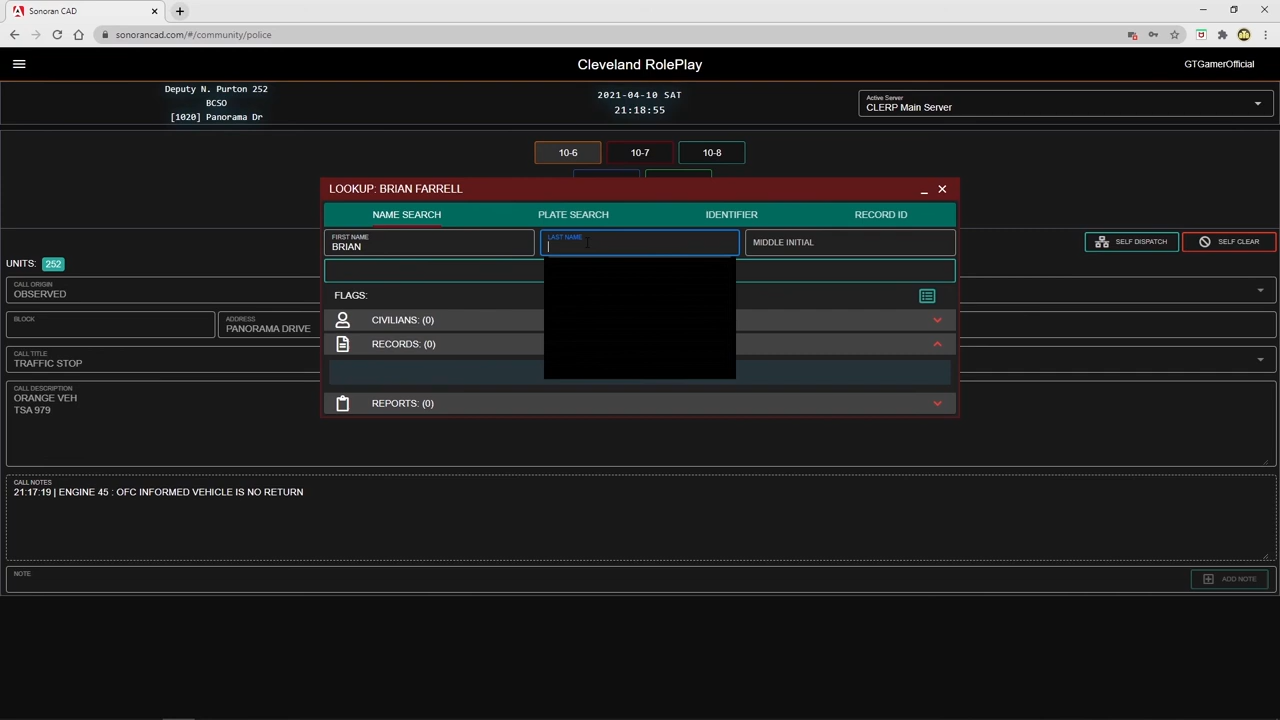 Sonoran CAD
sonorancad.com/#/community/police
Cleveland RolePlay
GTGamerOfficial
Deputy N. Purton 252
BCSO
[1020] Panorama Dr
2021-04-10 SAT
21:18:55
Active Server
CLERP Main Server
10-6
10-7
10-8
LOOKUP: BRIAN FARRELL
NAME SEARCH
PLATE SEARCH
IDENTIFIER
RECORD ID
FIRST NAME
BRIAN
LAST NAME
MIDDLE INITIAL
SELF DISPATCH
SELF CLEAR
UNITS: 252
CALL ORIGIN
OBSERVED
FLAGS:
BLOCK
ADDRESS
PANORAMA DRIVE
CIVILIANS: (0)
RECORDS: (0)
CALL TITLE
TRAFFIC STOP
CALL DESCRIPTION
ORANGE VEH
TSA 979
REPORTS: (0)
CALL NOTES
21:17:19 | ENGINE 45 : OFC INFORMED VEHICLE IS NO RETURN
NOTE
ADD NOTE